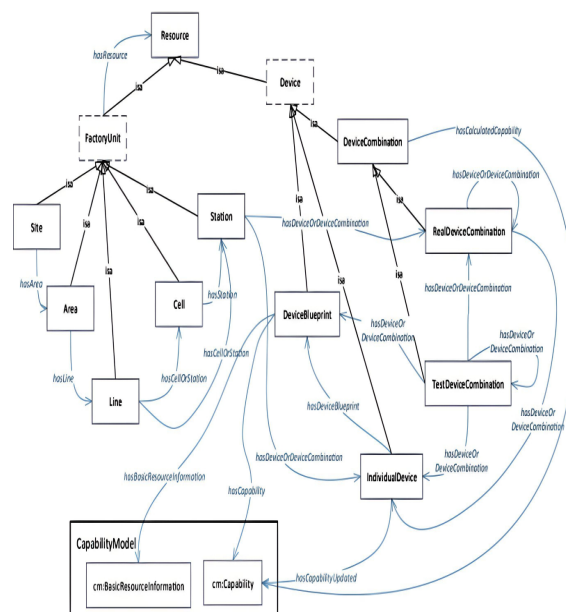 Resource
hasResource
isa
isa
Device
FactoryUnit
isa
DeviceCombination
hasCalculatedCapability
isa
isa
isa
isa
isa
isa
isa
isa
isa
isa
hasDeviceOrDeviceCombination
Site
Station
hasDeviceOrDeviceCombination
RealDeviceCombination
hasArea
hasStation
Area
Cell
DeviceBlueprint
hasDeviceOrDeviceCombination
hasDeviceOr
DeviceCombination
hasDeviceOr
DeviceCombination
hasLine
hasCellOrStation
hasCellOrStation
Line
TestDeviceCombination
hasDeviceBlueprint
hasDeviceOr
DeviceCombination
hasDeviceOrDeviceCombination
hasDeviceOr
DeviceCombination
hasBasicResourceInformation
hasCapability
IndividualDevice
CapabilityModel
cm:BasicResourceInformation
cm:Capability
hasCapabilityUpdated